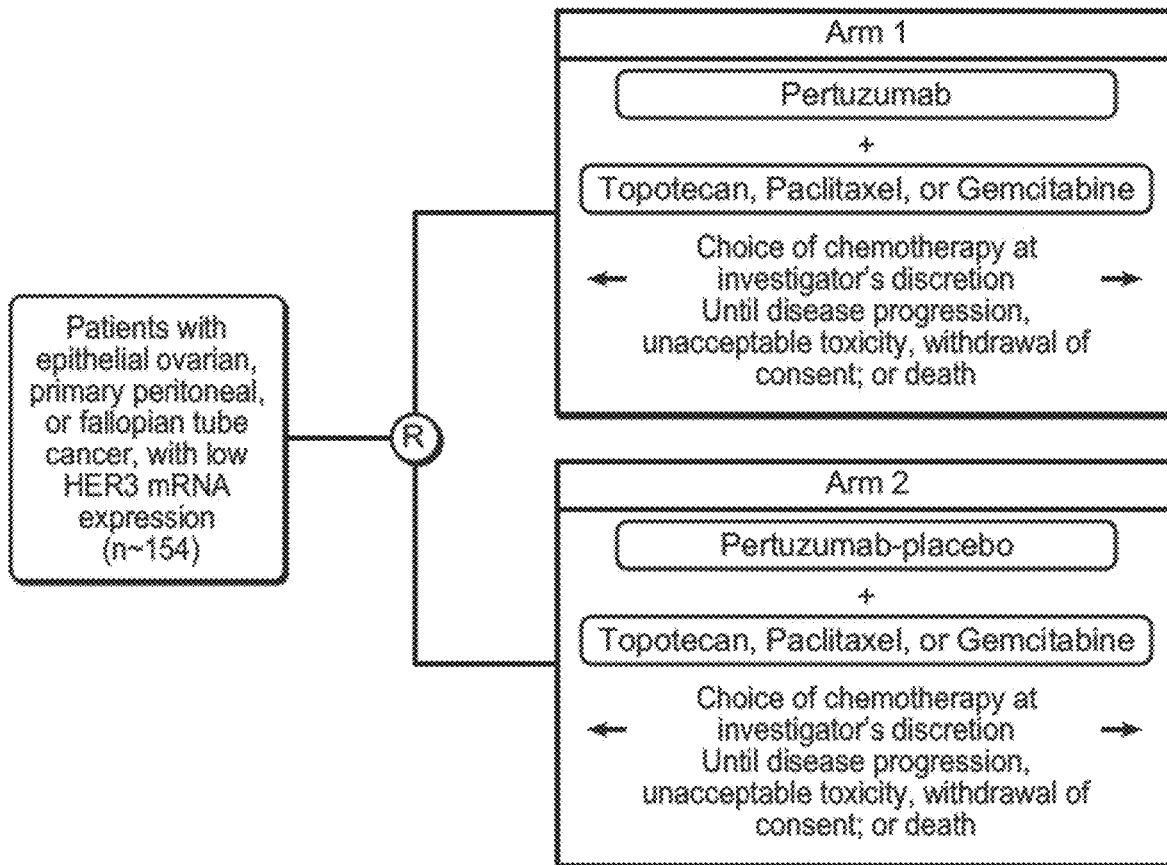 Patients with
epithelial ovarian,
primary peritoneal,
or fallopian tube
cancer, with low
HER3 mRNA
expression
(n~154)
R
Arm 1
Pertuzumab
+
Topotecan, Paclitaxel, or Gemcitabine
Choice of chemotherapy at
investigator's discretion
Until disease progression,
unacceptable toxicity, withdrawal of
consent; or death
Arm 2
Pertuzumab-placebo
+
Topotecan, Paclitaxel, or Gemcitabine
Choice of chemotherapy at
investigator's discretion
Until disease progression,
unacceptable toxicity, withdrawal of
consent; or death